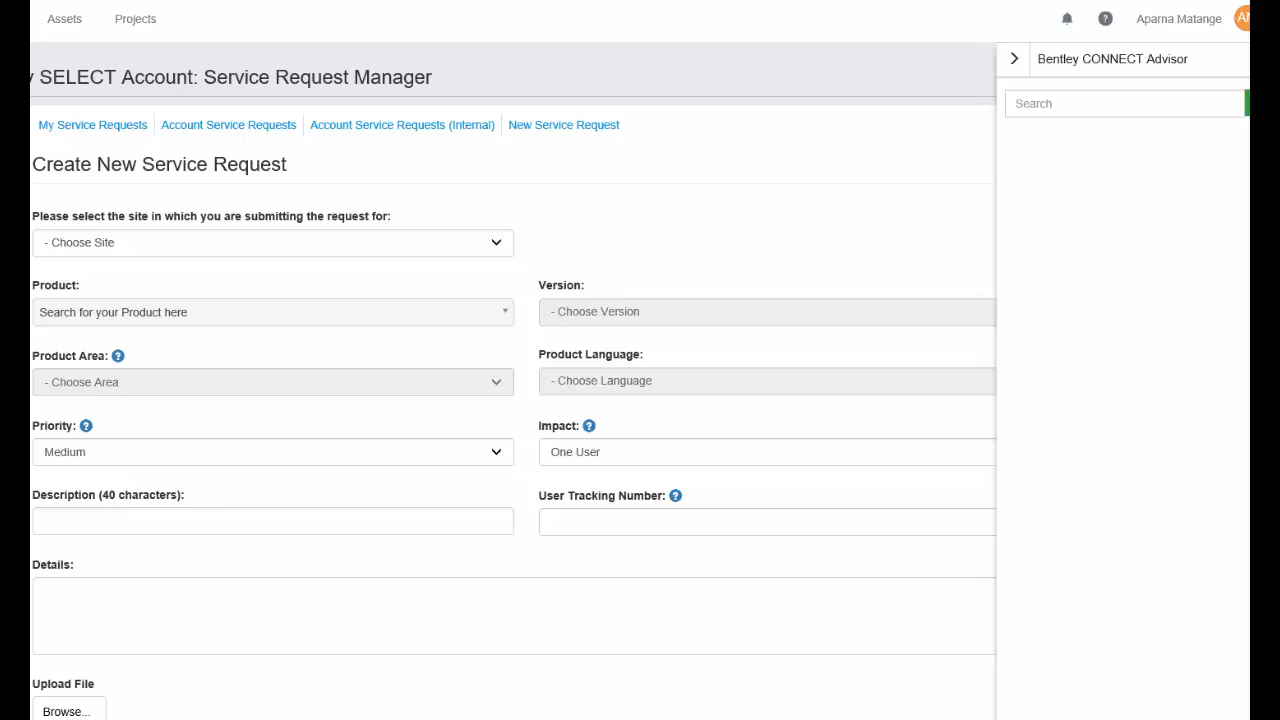 Assets Projects Aparna Matange AM
Bentley CONNECT Advisor
SELECT Account: Service Request Manager
Search
My Service Requests Account Service Requests Account Service Requests (Internal) New Service Request
Create New Service Request
Please select the site in which you are submitting the request for:
- Choose Site
Product: Version:
Search for your Product here - Choose Version
Product Area: ? Product Language:
- Choose Area - Choose Language
Priority: ? Impact: ?
Medium One User
Description (40 characters): User Tracking Number: ?
Details:
Upload File
Browse...